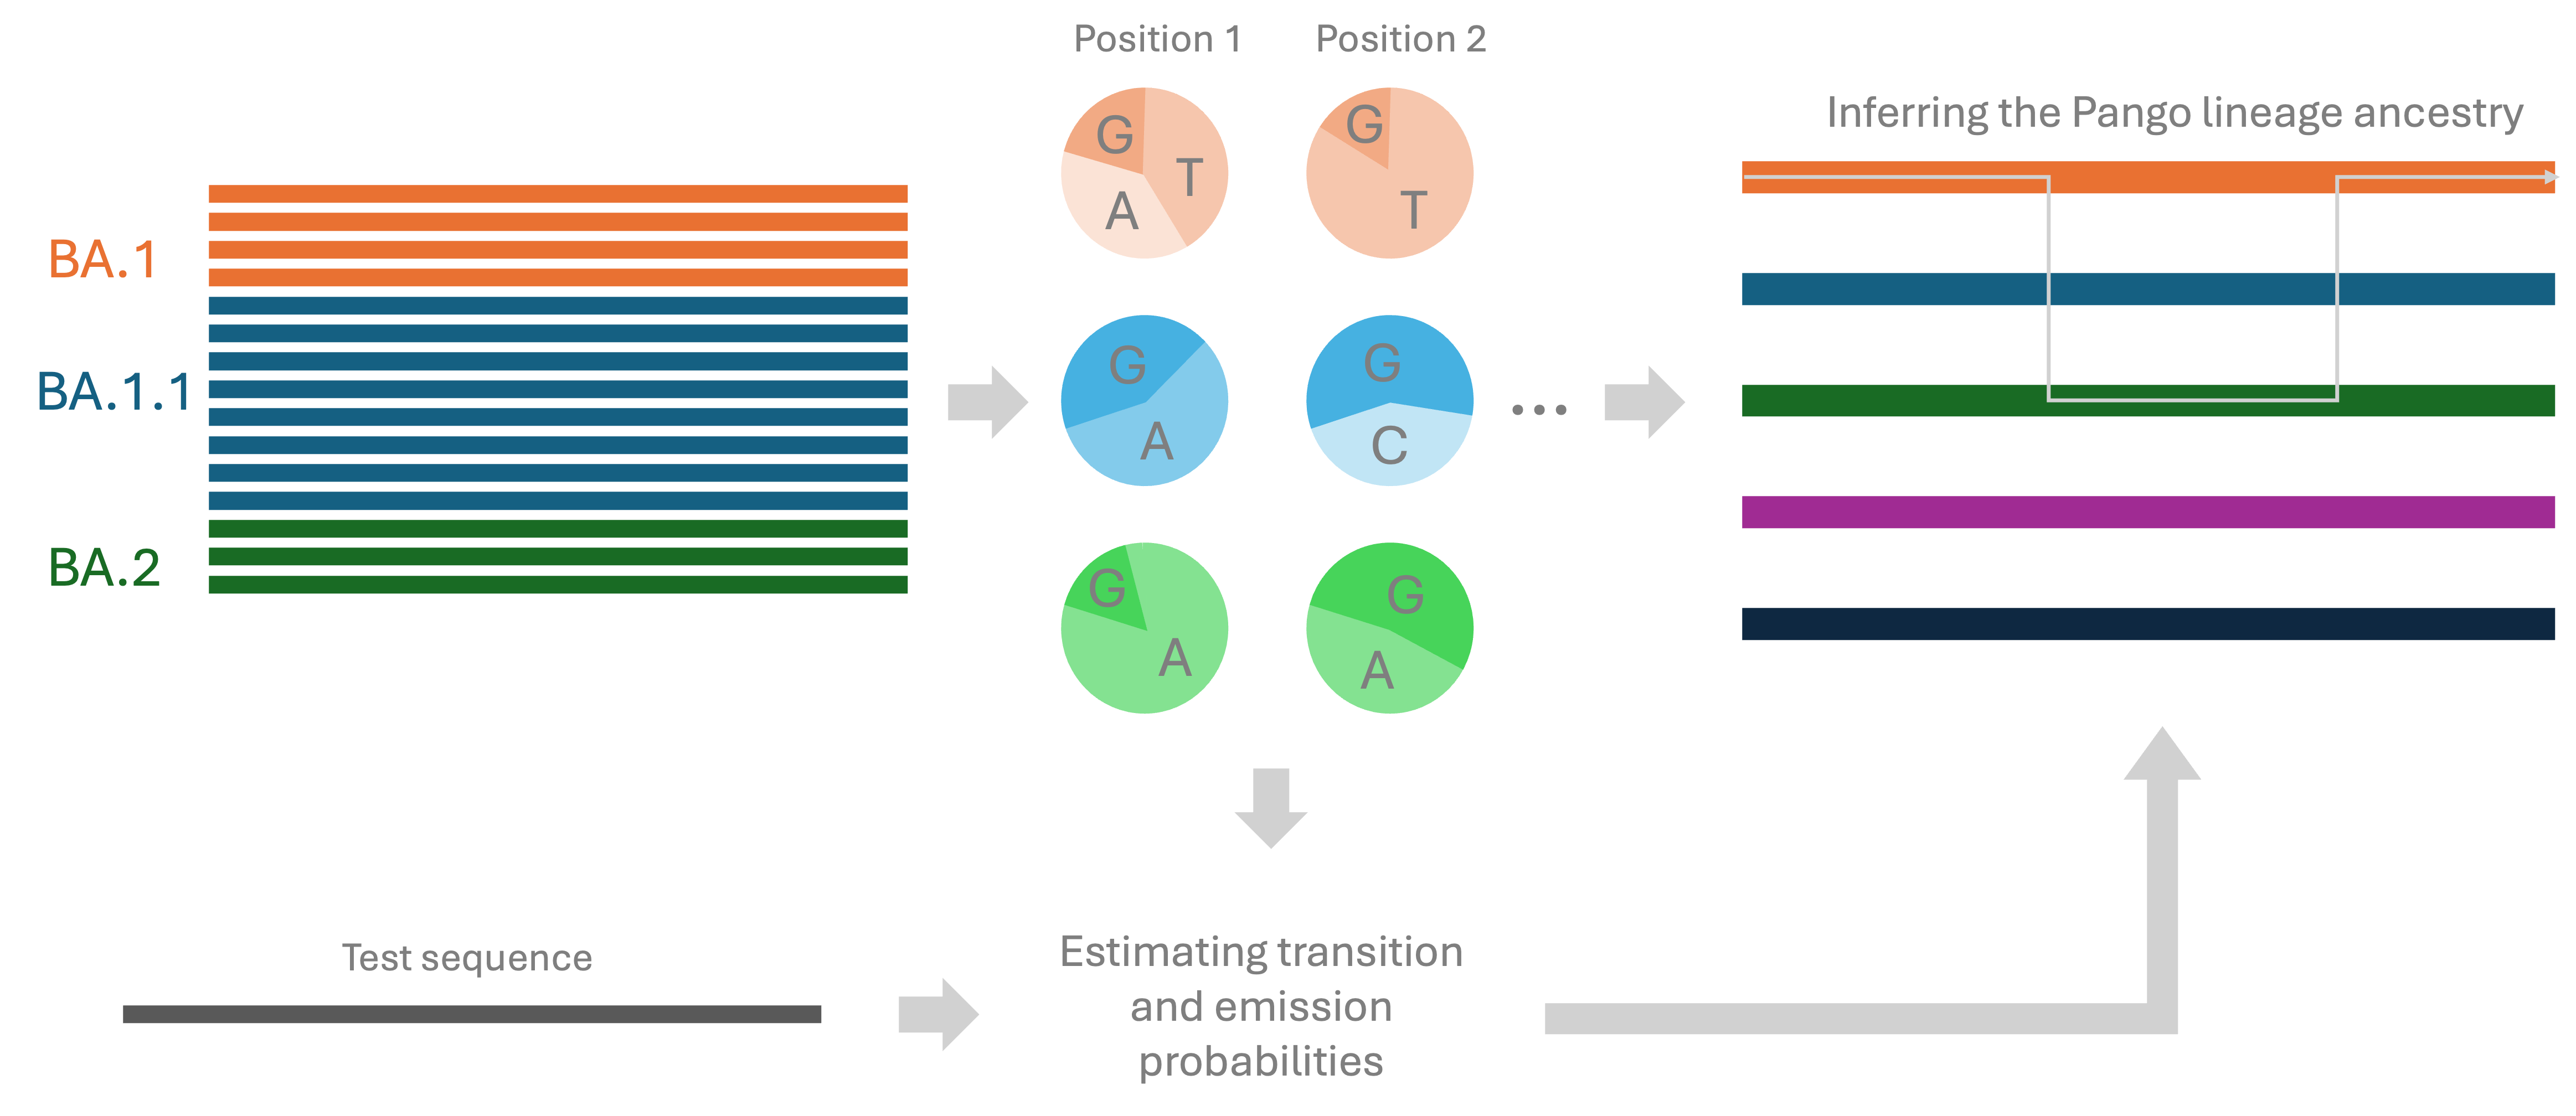 Position 1
Position 2
Inferring the Pango lineage ancestry
BA.1
BA.1.1
BA.2
G
T
A
G
T
G
A
G
C
...
G
A
G
A
Test sequence
Estimating transition
and emission
probabilities